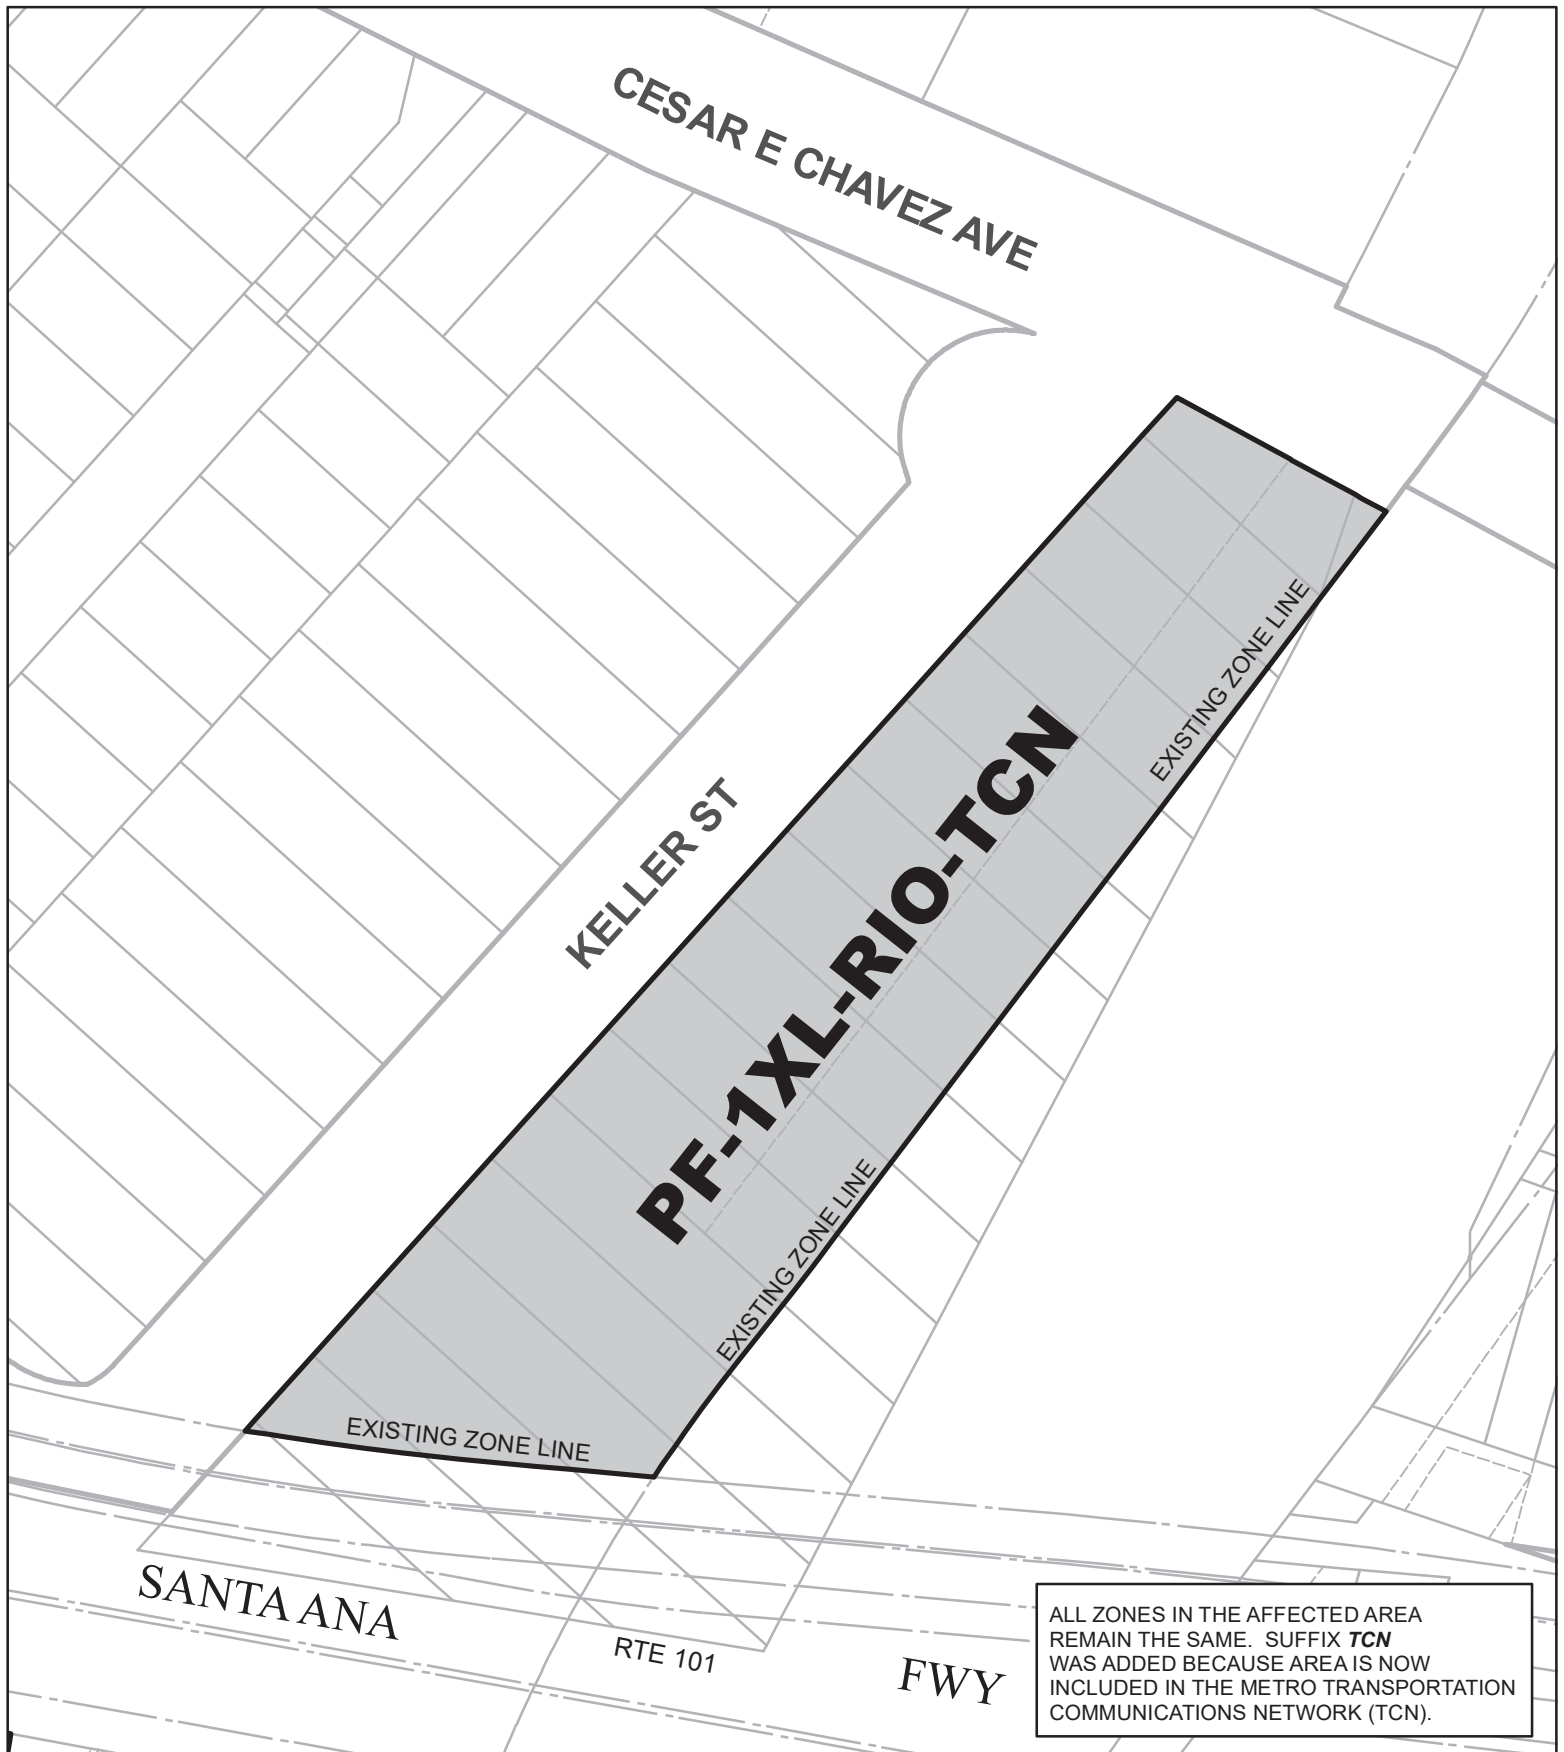 CESAR E CHAVEZ AVE
EXISTING ZONE LINE
PF-1XL-RIO-TCN
KELLER ST
EXISTING ZONE LINE
EXISTING ZONE LINE
SANTA ANA
RTE 101
FWY
ALL ZONES IN THE AFFECTED AREA
REMAIN THE SAME. SUFFIX TCN
WAS ADDED BECAUSE AREA IS NOW
INCLUDED IN THE METRO TRANSPORTATION
COMMUNICATIONS NETWORK (TCN).